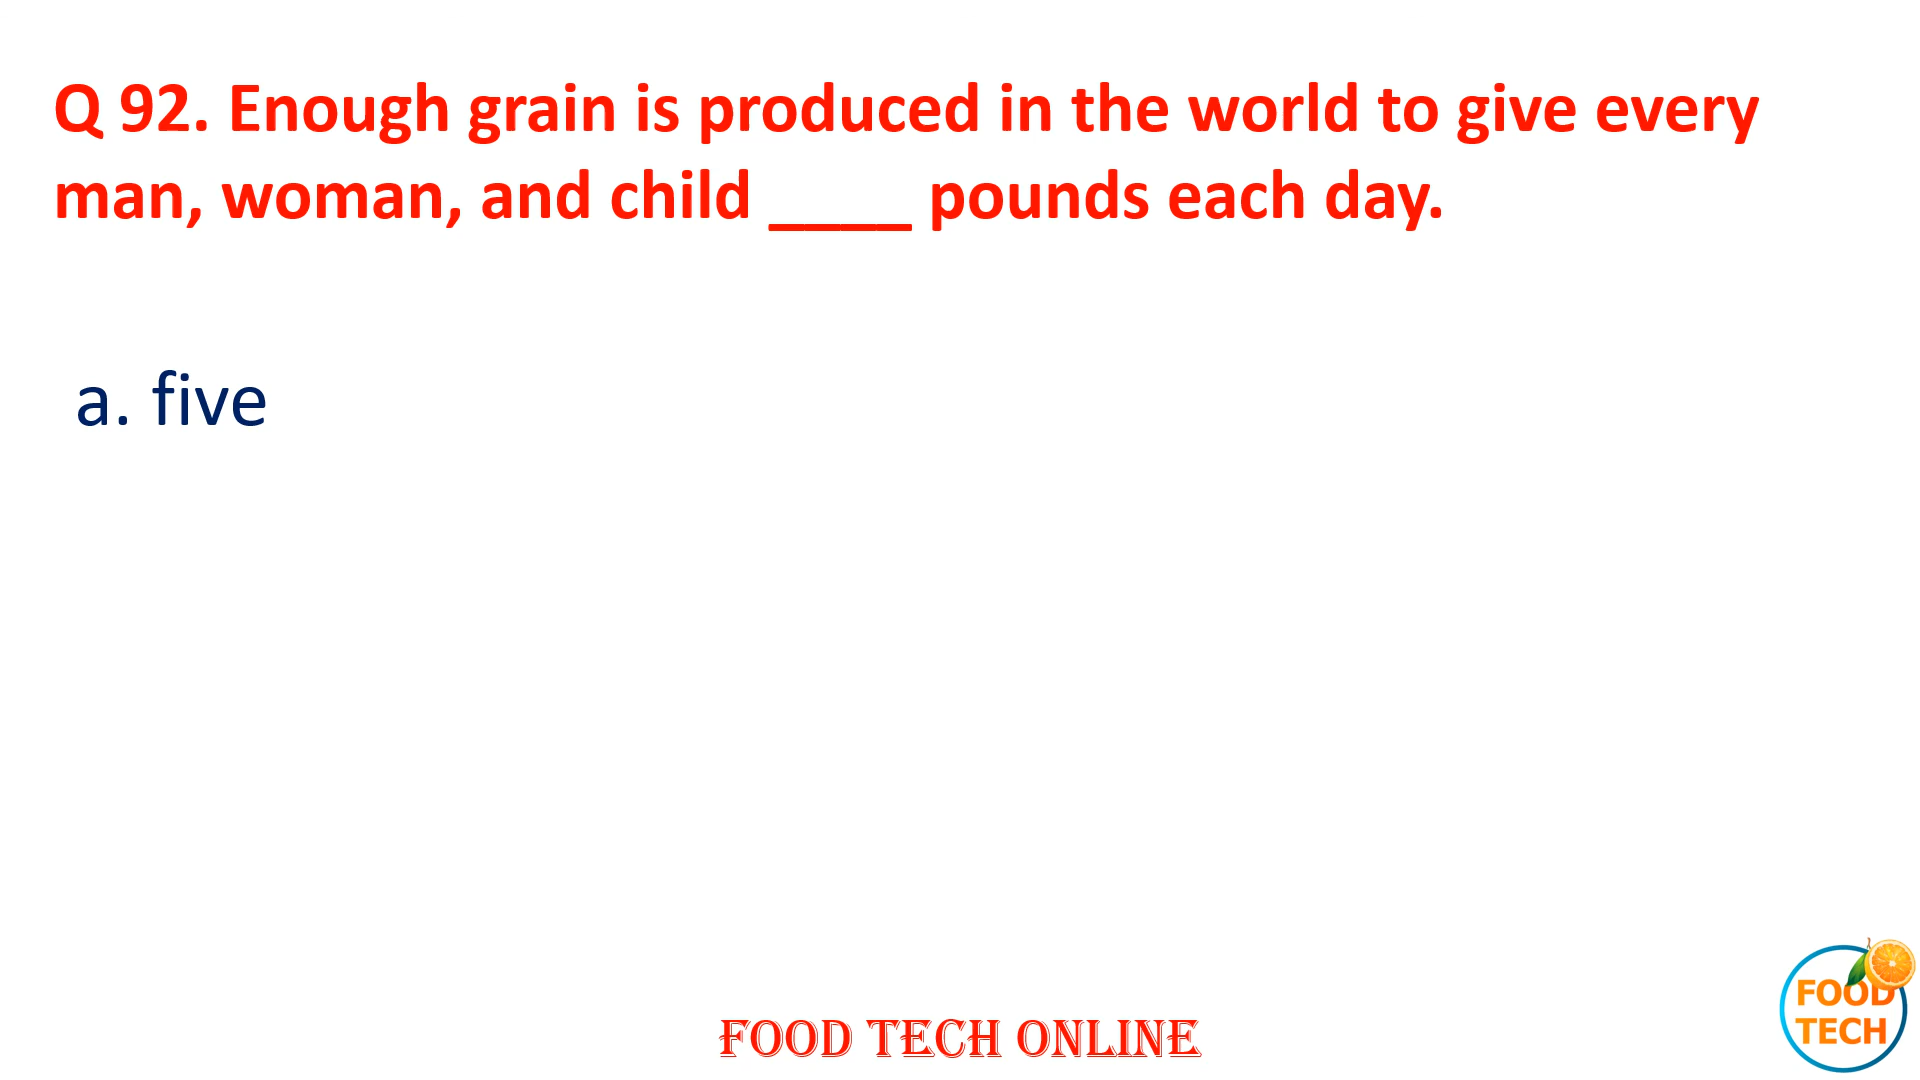 Q 92. Enough grain is produced in the world to give every
man, woman, and child ____ pounds each day.
a. five
FOOD TECH ONLINE
FOOD
TECH